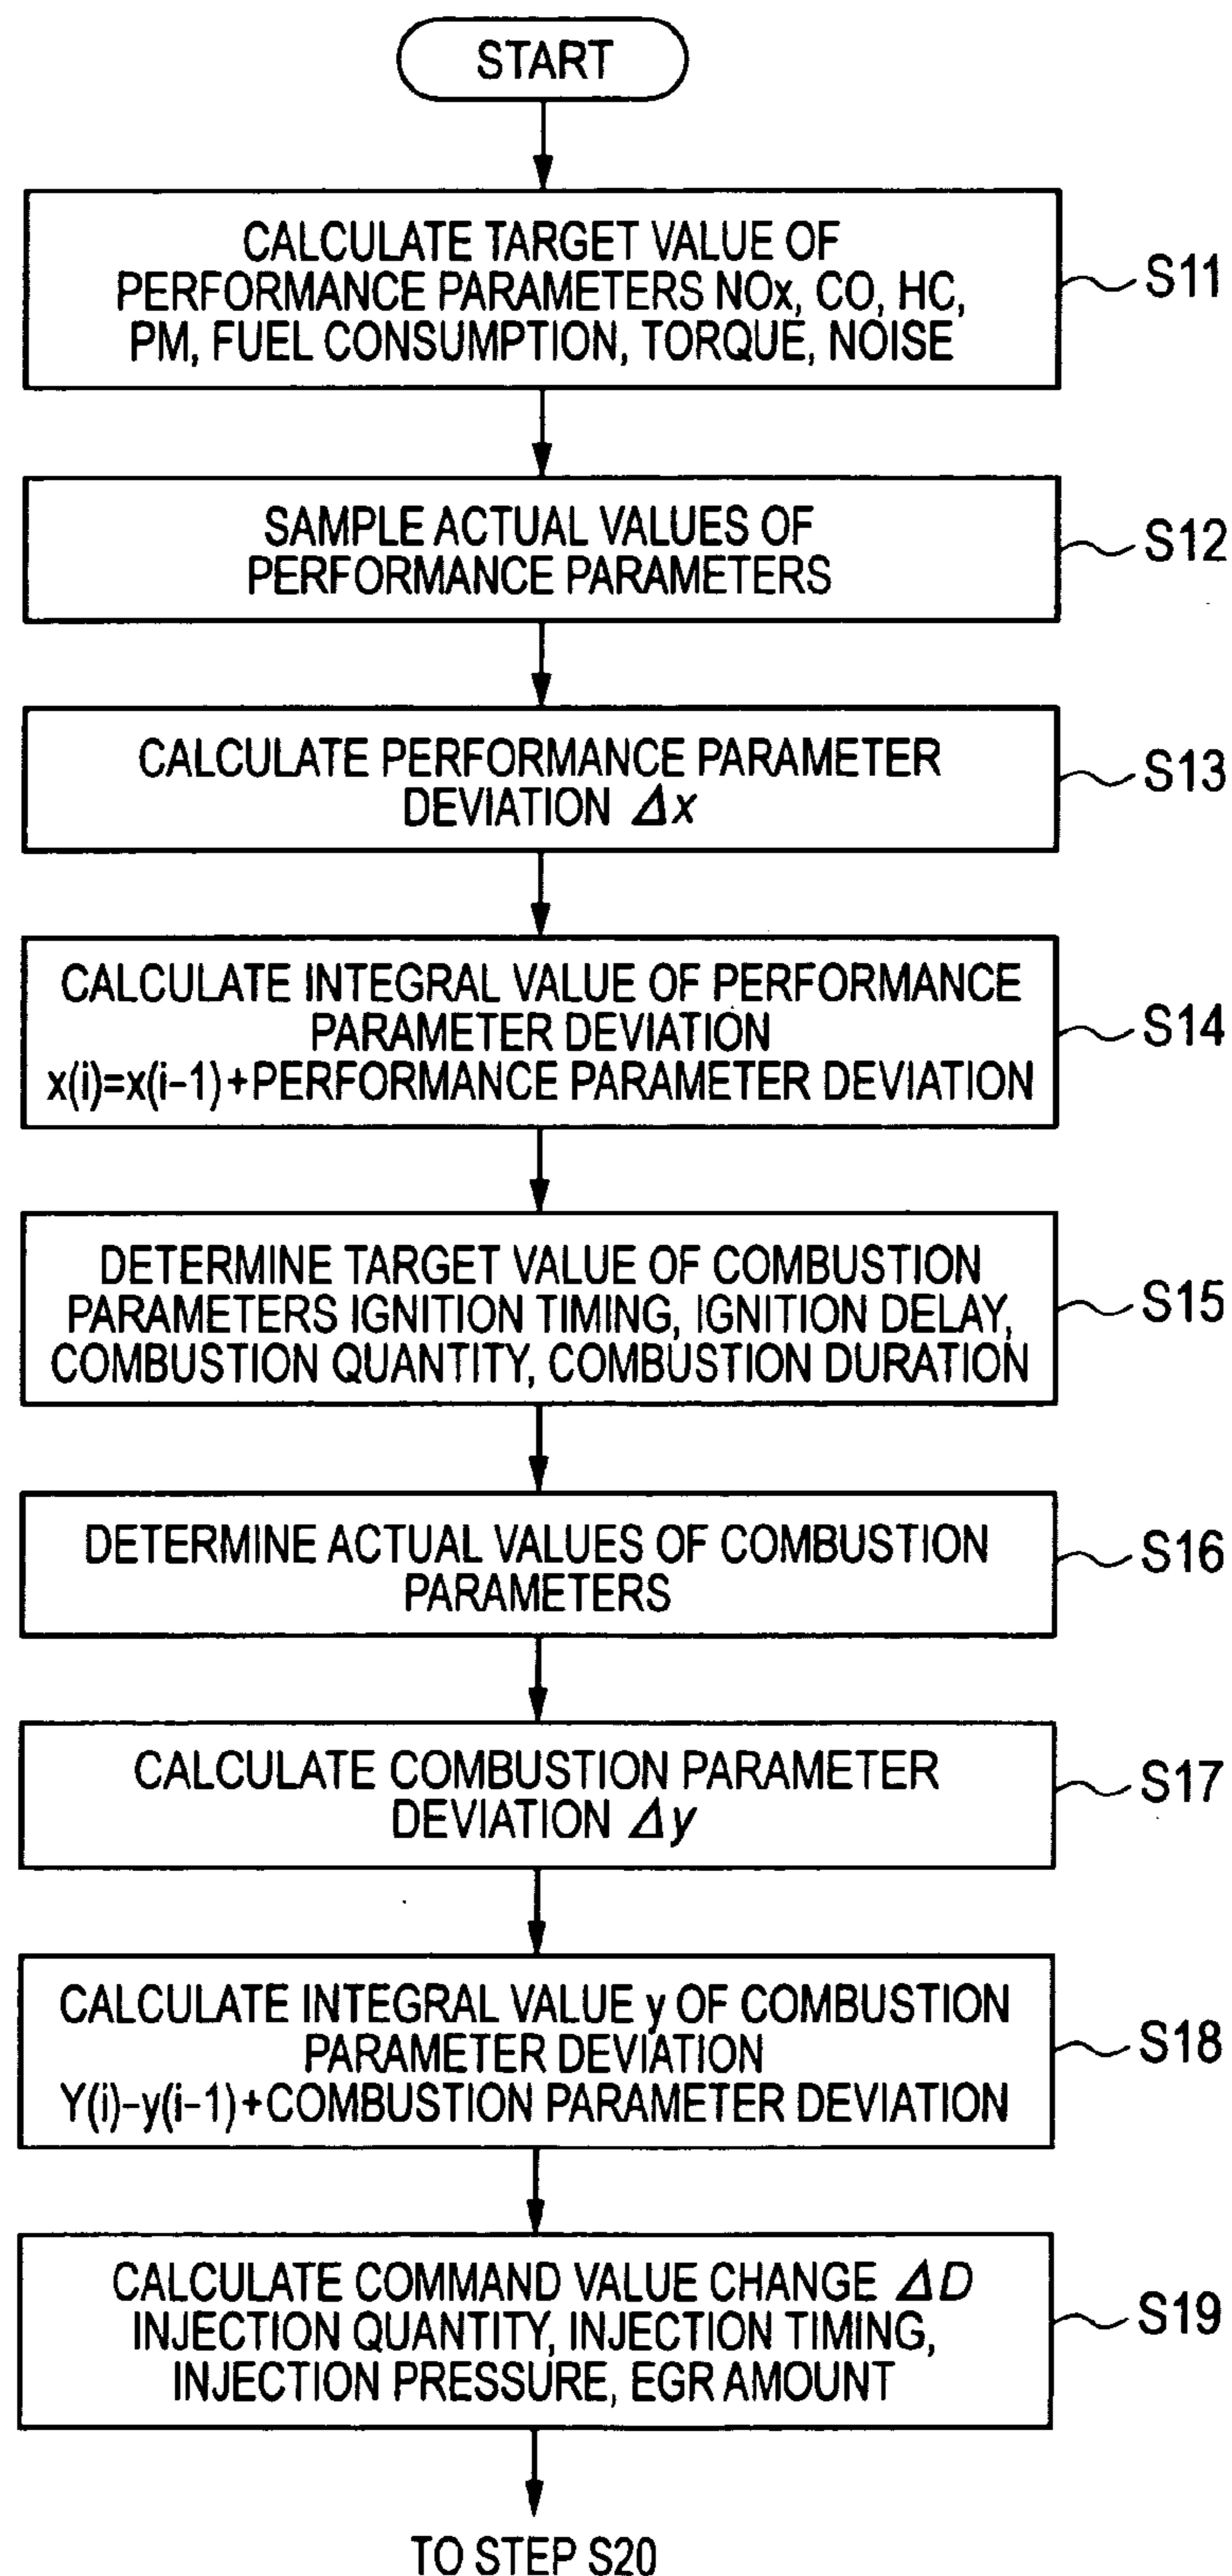 START
CALCULATE TARGET VALUE OF
PERFORMANCE PARAMETERS NOx, CO, HC,
PM, FUEL CONSUMPTION, TORQUE, NOISE
S11
SAMPLE ACTUAL VALUES OF
PERFORMANCE PARAMETERS
S12
CALCULATE PERFORMANCE PARAMETER
DEVIATION Δx
S13
CALCULATE INTEGRAL VALUE OF PERFORMANCE
PARAMETER DEVIATION
x(i)=x(i-1)+PERFORMANCE PARAMETER DEVIATION
S14
DETERMINE TARGET VALUE OF COMBUSTION
PARAMETERS IGNITION TIMING, IGNITION DELAY,
COMBUSTION QUANTITY, COMBUSTION DURATION
S15
DETERMINE ACTUAL VALUES OF COMBUSTION
PARAMETERS
S16
CALCULATE COMBUSTION PARAMETER
DEVIATION Δy
S17
CALCULATE INTEGRAL VALUE y OF COMBUSTION
PARAMETER DEVIATION
Y(i)-y(i-1)+COMBUSTION PARAMETER DEVIATION
S18
CALCULATE COMMAND VALUE CHANGE ΔD
INJECTION QUANTITY, INJECTION TIMING,
INJECTION PRESSURE, EGR AMOUNT
S19
TO STEP S20